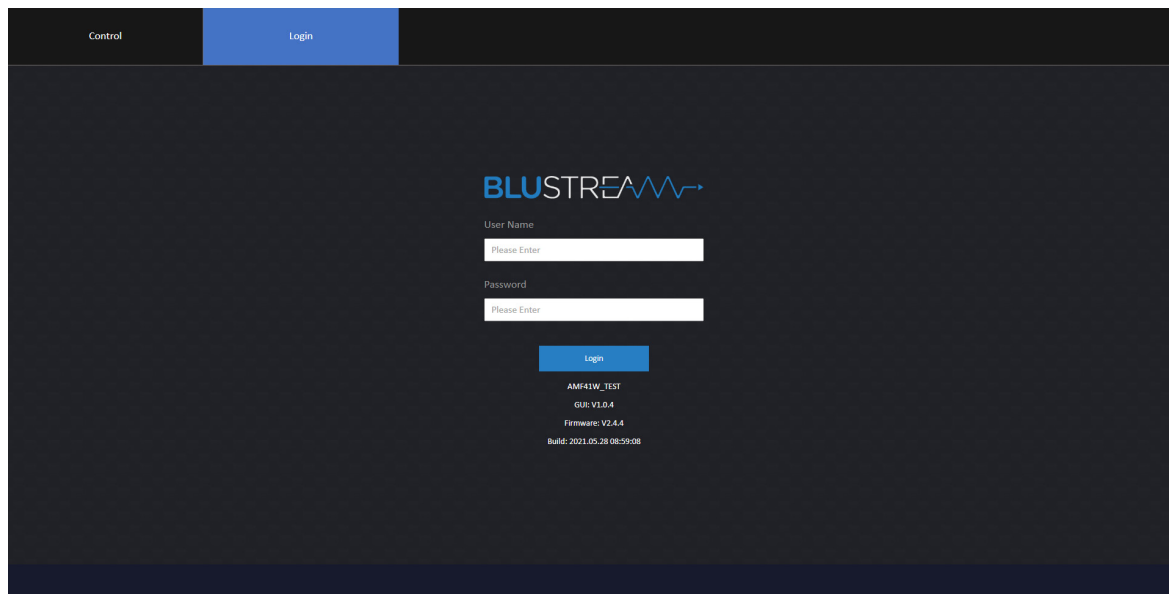 Control
Login
BLUSTREAM
User Name
Please Enter
Password
Please Enter
Login
AMF41W_TEST
GUI: V1.0.4
Firmware: V2.4.4
Build: 2021.05.28 08:59:08